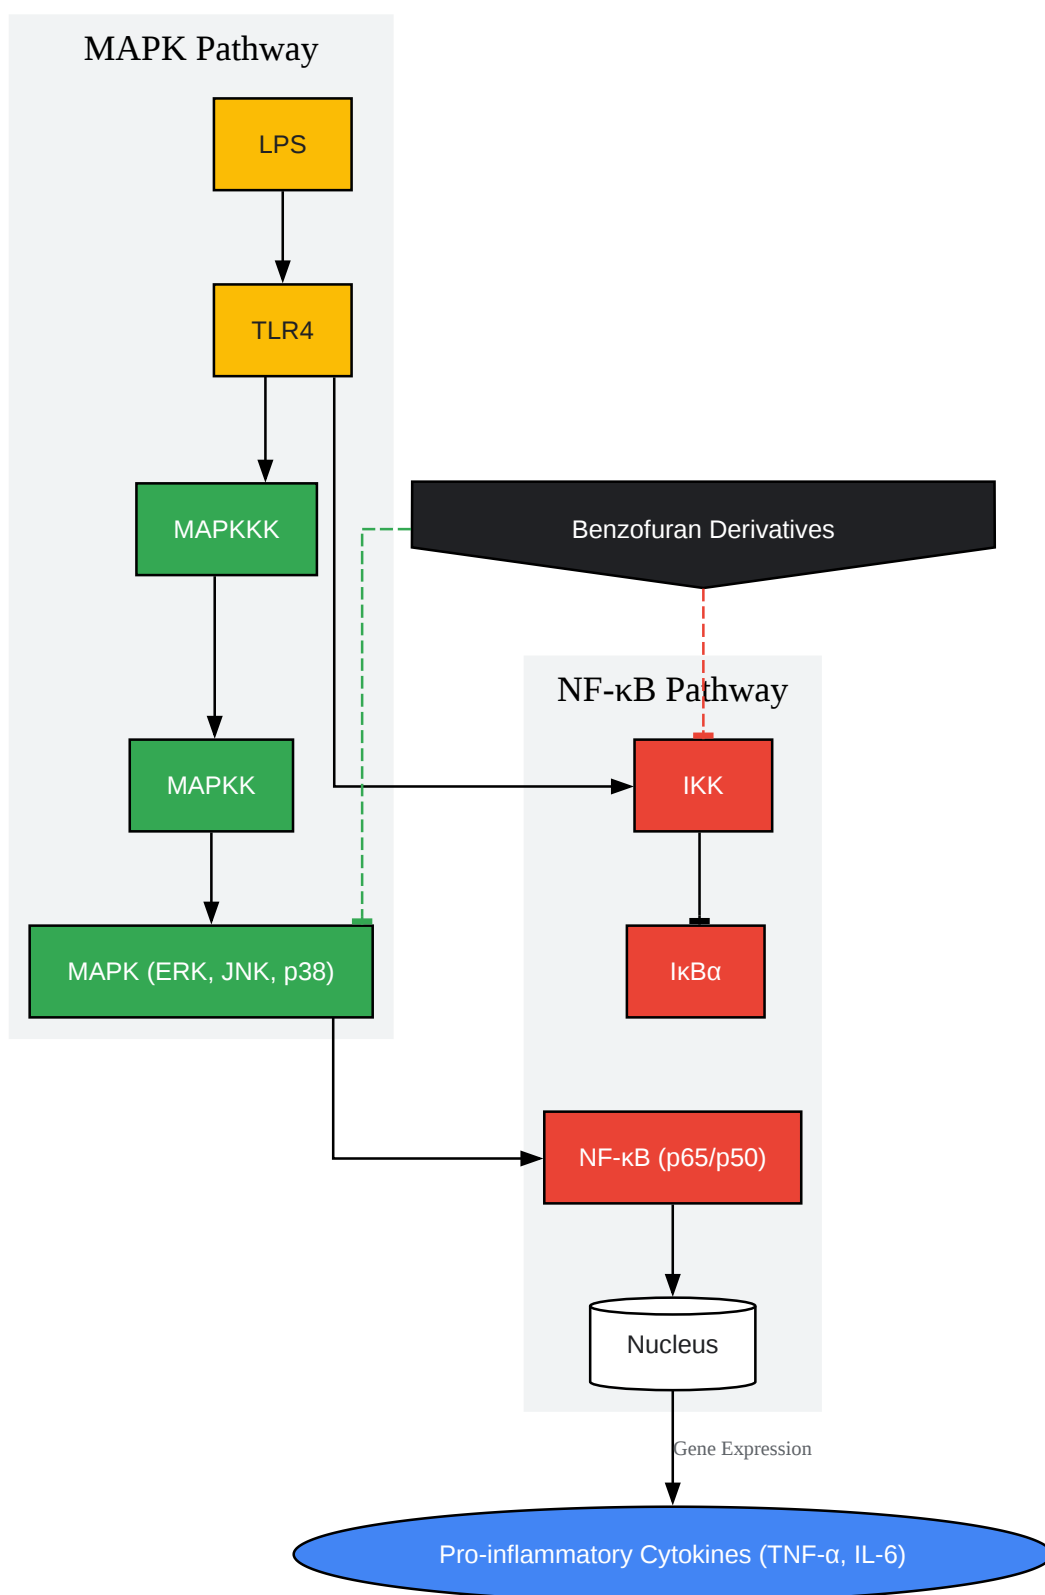 MAPK Pathway
LPS
TLR4
MAPKKK
Benzofuran Derivatives
NF-κB Pathway
MAPKK
IKK
MAPK (ERK, JNK, p38)
IκBα
NF-κB (p65/p50)
Nucleus
Gene Expression
Pro-inflammatory Cytokines (TNF-α, IL-6)